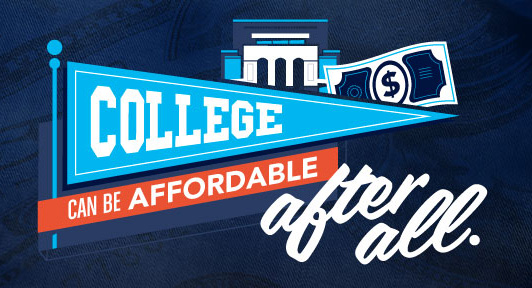 $
COLLEGE
CAN BE AFFORDABLE
after
all.